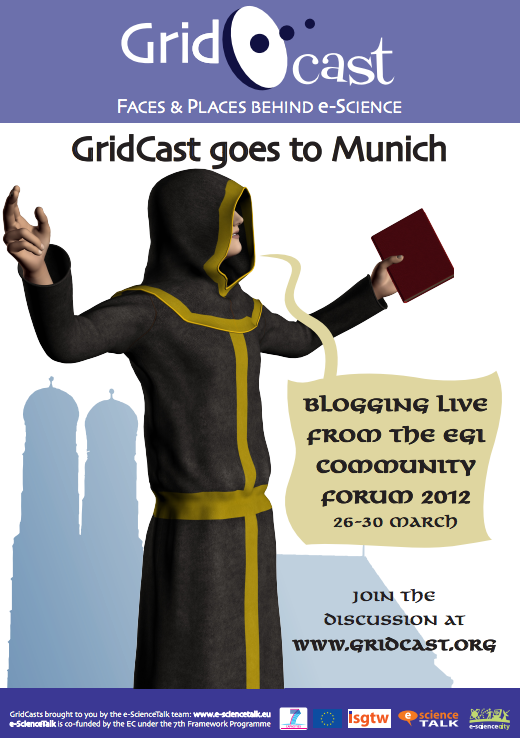 Gridcast
FACES & PLACES BEHIND e-SCIENCE
GridCast goes to Munich
BLOGGING LIVE
FROM THE EGI
COMMUNITY
FORUM 2012
26-30 MARCH
JOIN THE
DISCUSSION AT
WWW.GRIDCAST.ORG
GridCasts brought to you by the e-ScienceTalk team: www.e-sciencetalk.eu
e-ScienceTalk is co-funded by the EC under the 7th Framework Programme
isgtw
e science
TALK
e-sciencecity